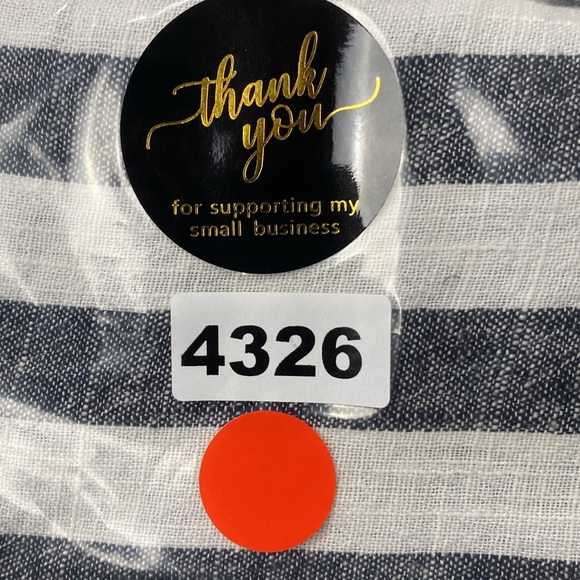 thank
you
for supporting my
small business
4326